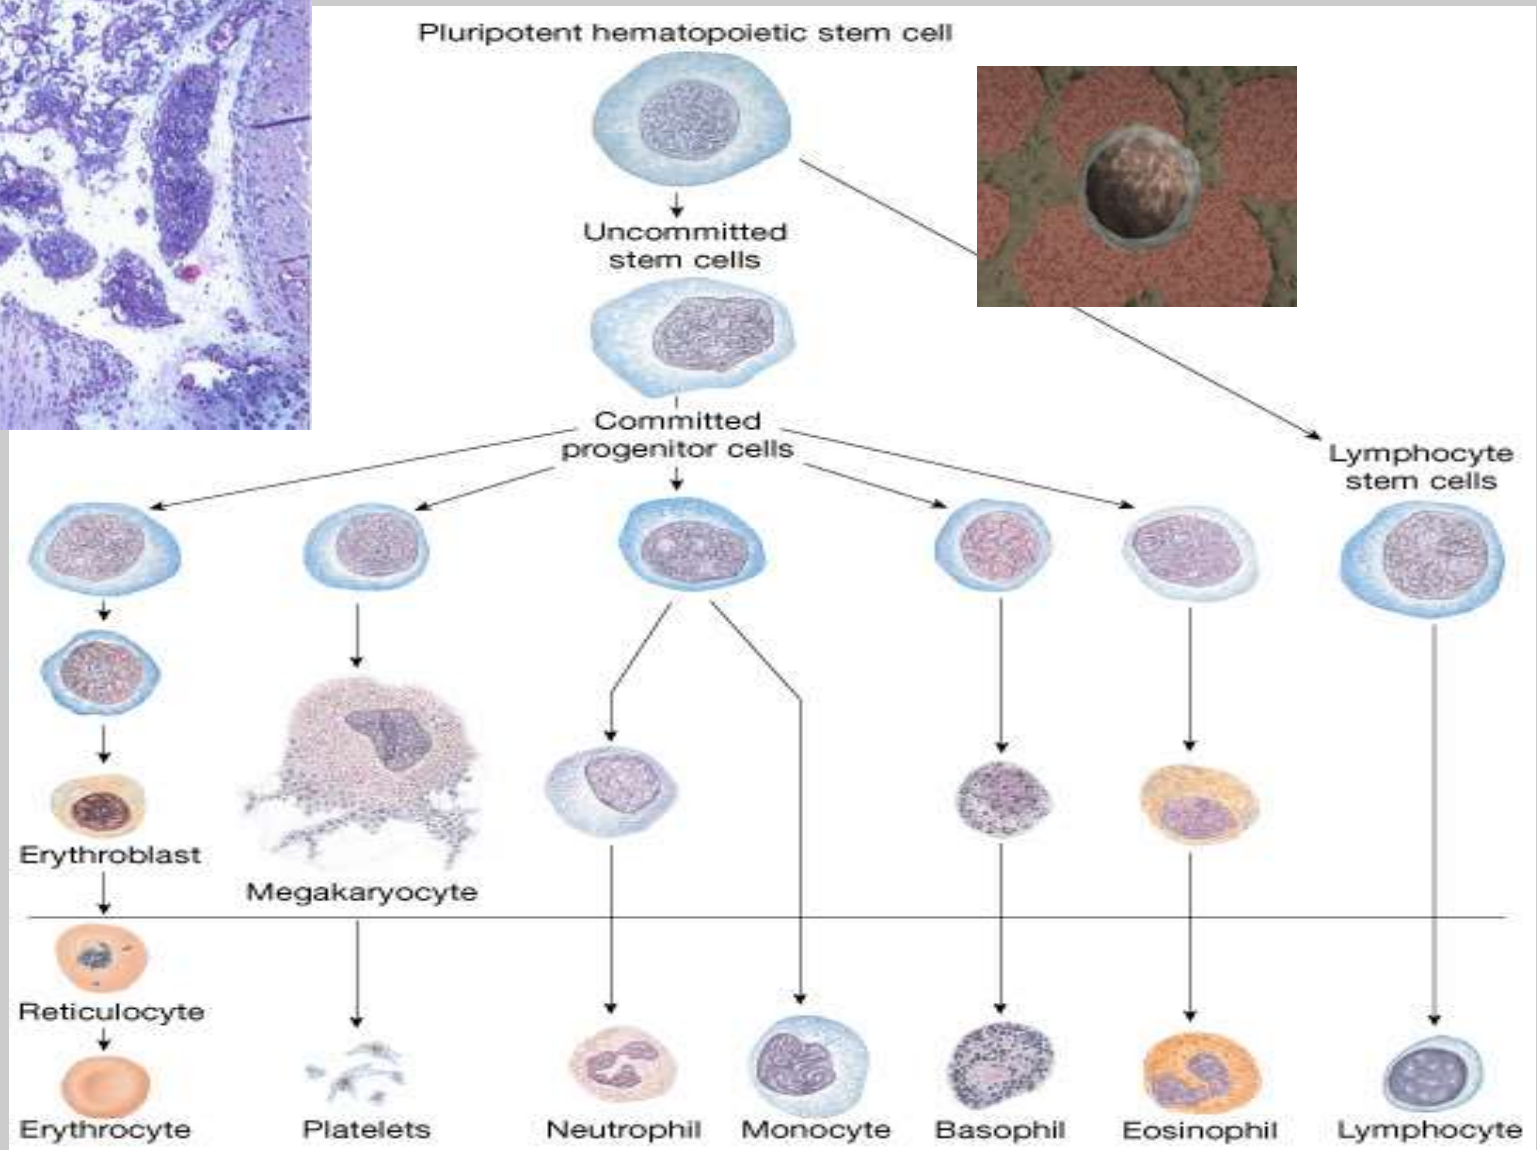 Pluripotent hematopoietic stem cell
Uncommitted
stem cells
Committed
progenitor cells
Lymphocyte
stem cells
Erythroblast
Megakaryocyte
Reticulocyte
Erythrocyte
Platelets
Neutrophil
Monocyte
Basophil
Eosinophil
Lymphocyte